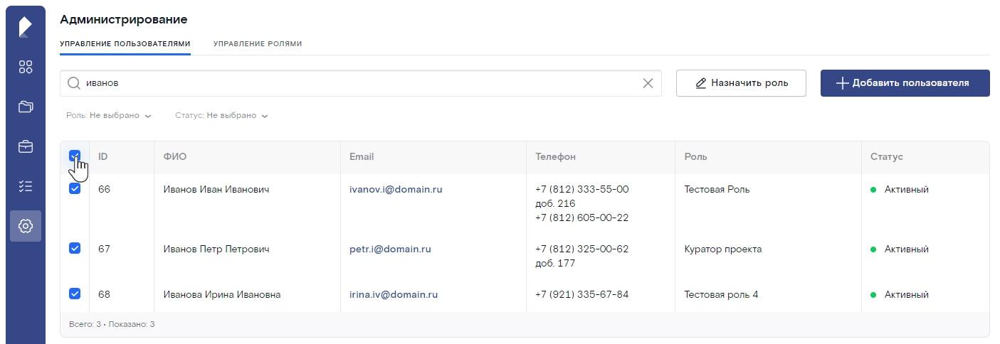 Администрирование
УПРАВЛЕНИЕ ПОЛЬЗОВАТЕЛЯМИ УПРАВЛЕНИЕ РОЛЯМИ
иванов Назначить роль Добавить пользователя
Роль: Не выбрано Статус: Не выбрано
ID ФИО Email Телефон Роль Статус
66 Иванов Иван Иванович ivanov.i@domain.ru +7 (812) 333-55-00 Тестовая Роль Активный
доб. 216
+7 (812) 605-00-22
67 Иванов Петр Петрович petr.i@domain.ru +7 (812) 325-00-62 Куратор проекта Активный
доб. 177
68 Иванова Ирина Ивановна irina.iv@domain.ru +7 (921) 335-67-84 Тестовая роль 4 Активный
Всего: 3 • Показано: 3